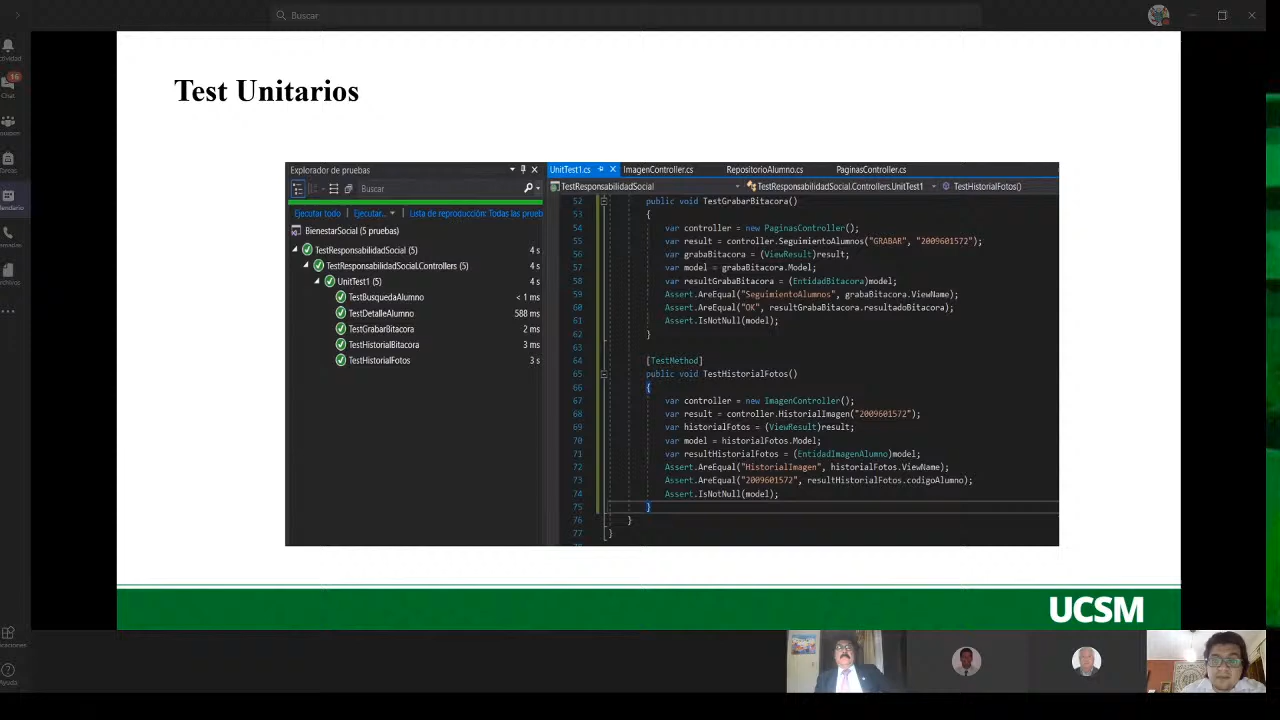 Buscar
Chat
16
Test Unitarios
Explorador de pruebas
Buscar
Ejecutar todo | Ejecutar... | Lista de reproducción: Todas las prueb
BienestarSocial (5 pruebas)
TestResponsabilidadSocial (5) 4 s
TestResponsabilidadSocial.Controllers (5) 4 s
UnitTest1 (5) 4 s
TestBusquedaAlumno < 1 ms
TestDetalleAlumno 588 ms
TestGrabarBitacora 2 ms
TestHistorialBitacora 3 ms
TestHistorialFotos 3 s
UnitTest1.cs ImagenController.cs RepositorioAlumno.cs PaginasController.cs
TestResponsabilidadSocial TestResponsabilidadSocial.Controllers.UnitTest1 TestHistorialFotos()
52 public void TestGrabarBitacora()
53 {
54 var controller = new PaginasController();
55 var result = controller.SeguimientoAlumnos("GRABAR", "2009601572");
56 var grabaBitacora = (ViewResult)result;
57 var model = grabaBitacora.Model;
58 var resultGrabaBitacora = (EntidadBitacora)model;
59 Assert.AreEqual("SeguimientoAlumnos", grabaBitacora.ViewName);
60 Assert.AreEqual("OK", resultGrabaBitacora.resultadoBitacora);
61 Assert.IsNotNull(model);
62 }
63
64 [TestMethod]
65 public void TestHistorialFotos()
66 {
67 var controller = new ImagenController();
68 var result = controller.HistorialImagen("2009601572");
69 var historialFotos = (ViewResult)result;
70 var model = historialFotos.Model;
71 var resultHistorialFotos = (EntidadImagenAlumno)model;
72 Assert.AreEqual("HistorialImagen", historialFotos.ViewName);
73 Assert.AreEqual("2009601572", resultHistorialFotos.codigoAlumno);
74 Assert.IsNotNull(model);
75 }
76 }
77 }
UCSM